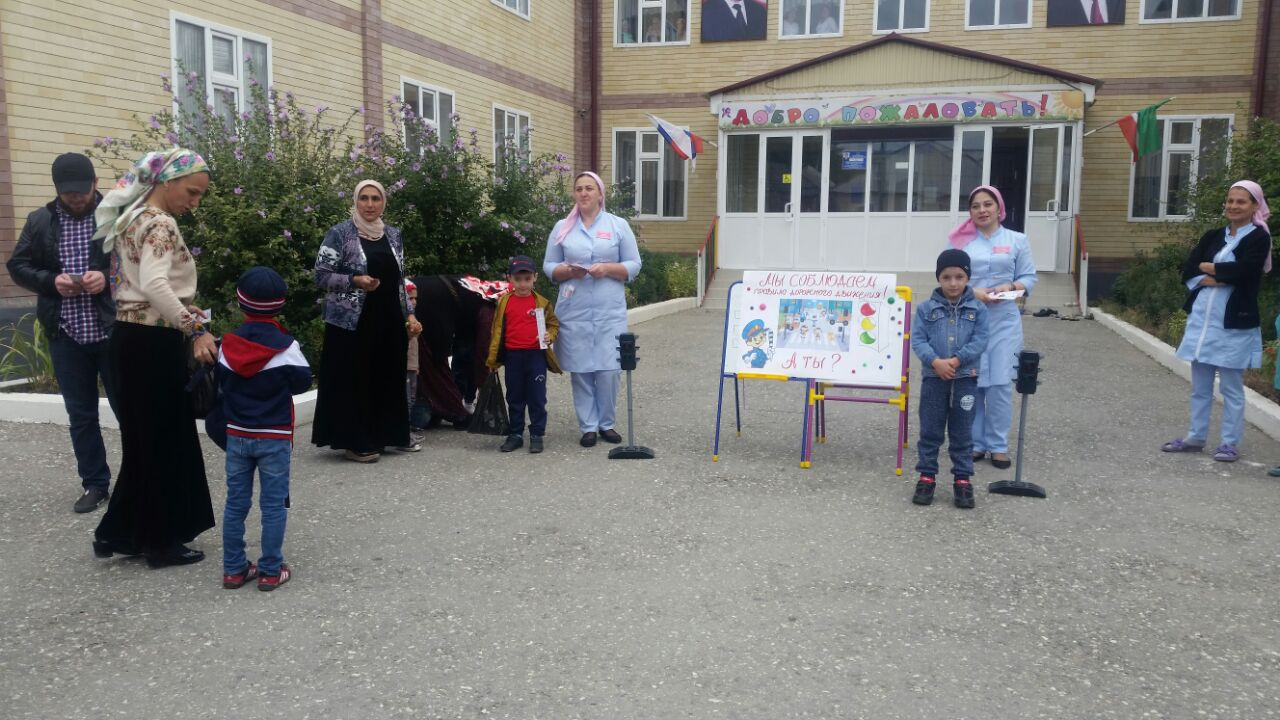 ДОБРО ПОЖАЛОВАТЬ!
МЫ СОБЛЮДАЕМ
ПРАВИЛА ДОРОЖНОГО ДВИЖЕНИЯ!
А ТЫ?